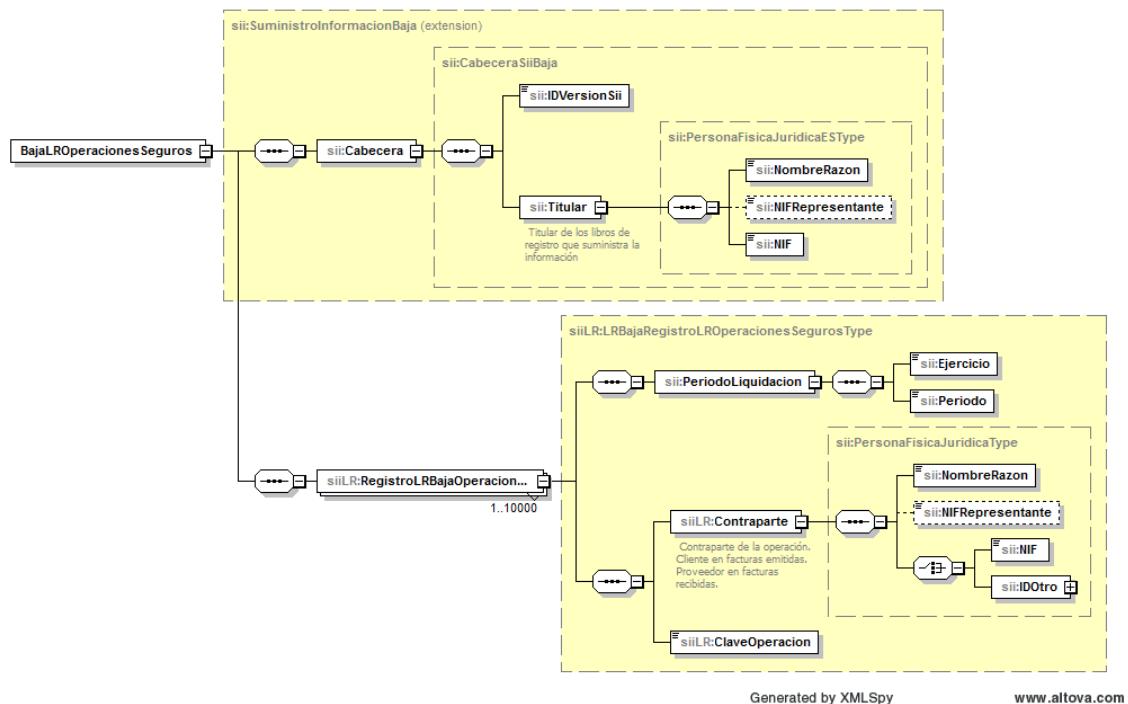 sii:SuministroInformacionBaja (extension)
sii:CabeceraSiiBaja
sii:IDVersionSii
sii:PersonaFisicaJuridicaESType
BajaLROperacionesSeguros
sii:Cabecera
sii:NombreRazon
sii:Titular
sii:NIFRepresentante
Titular de los libros de
registro que suministra la
información
sii:NIF
siiLR:LRBajaRegistroLROperacionesSegurosType
sii:Ejercicio
sii:PeriodoLiquidacion
sii:Periodo
sii:PersonaFisicaJuridicaType
sii:NombreRazon
siiLR:RegistroLRBajaOperacion...
1..10000
siiLR:Contraparte
sii:NIFRepresentante
Contraparte de la operación.
Cliente en facturas emitidas.
Proveedor en facturas
recibidas.
sii:NIF
sii:IDOtro
siiLR:ClaveOperacion
Generated by XMLSpy
www.altova.com